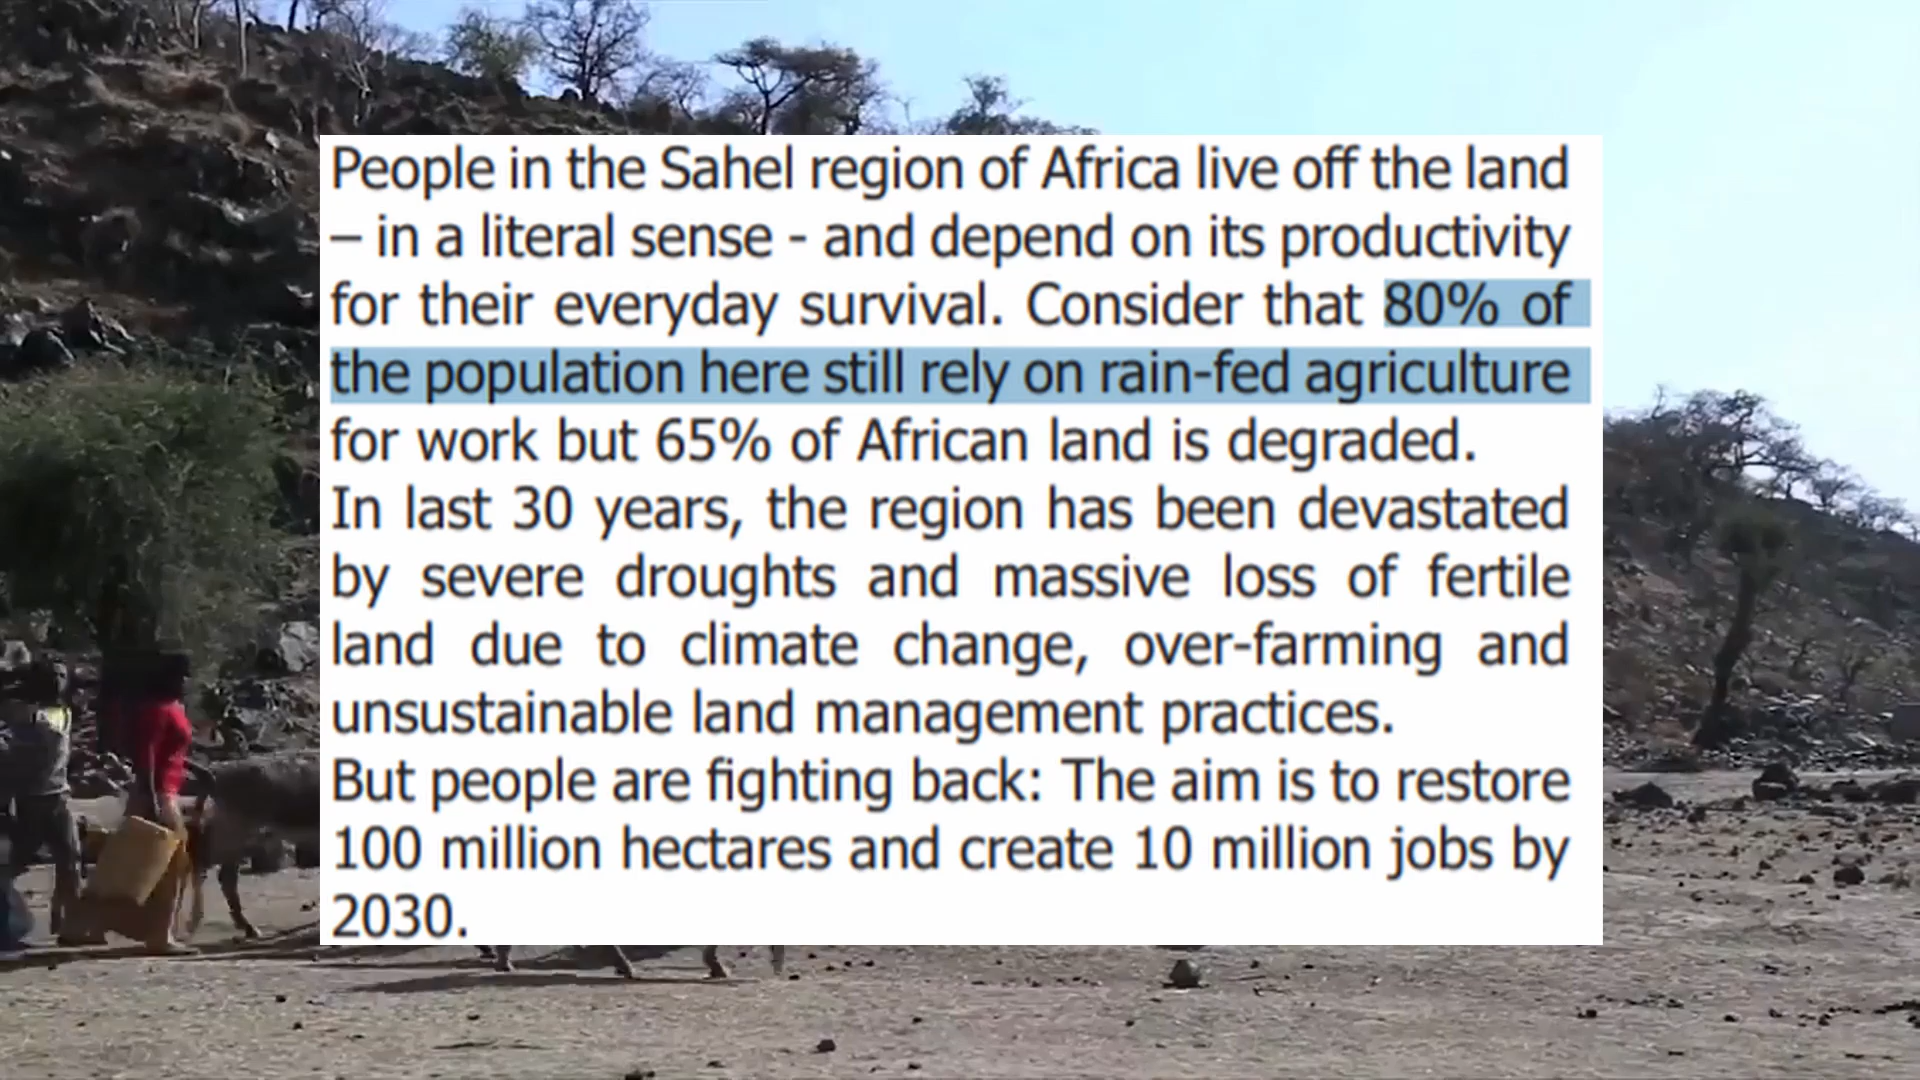 People in the Sahel region of Africa live off the land
– in a literal sense - and depend on its productivity
for their everyday survival. Consider that 80% of
the population here still rely on rain-fed agriculture
for work but 65% of African land is degraded.
In last 30 years, the region has been devastated
by severe droughts and massive loss of fertile
land due to climate change, over-farming and
unsustainable land management practices.
But people are fighting back: The aim is to restore
100 million hectares and create 10 million jobs by
2030.